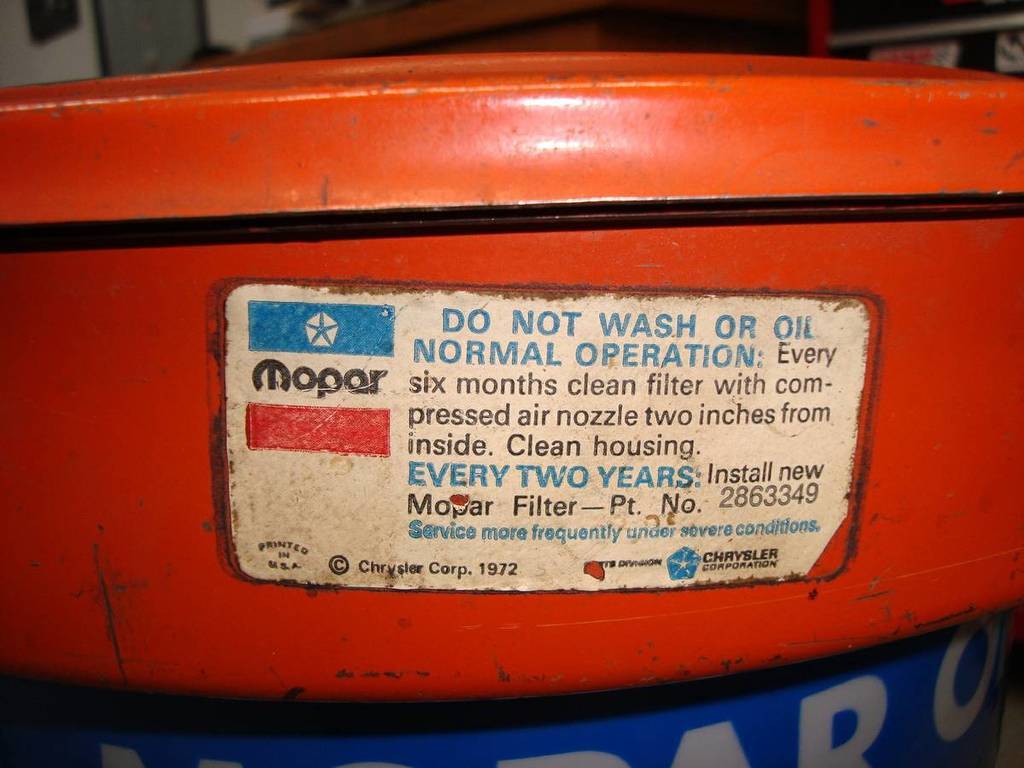 DO NOT WASH OR OIL
NORMAL OPERATION: Every
Mopar
six months clean filter with com-
pressed air nozzle two inches from
inside. Clean housing.
EVERY TWO YEARS: Install new
Mopar Filter — Pt. No. 2863349
Service more frequently under severe conditions.
PRINTED
IN
U.S.A.
© Chrysler Corp. 1972
DIVISION
CHRYSLER
CORPORATION
MOPAR